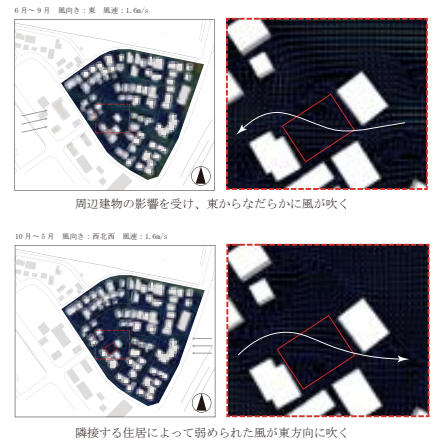 6月～9月　風向き：東　風速：1.6m/s
周辺建物の影響を受け、東からなだらかに風が吹く
10月～5月　風向き：西北西　風速：1.6m/s
隣接する住居によって弱められた風が東方向に吹く